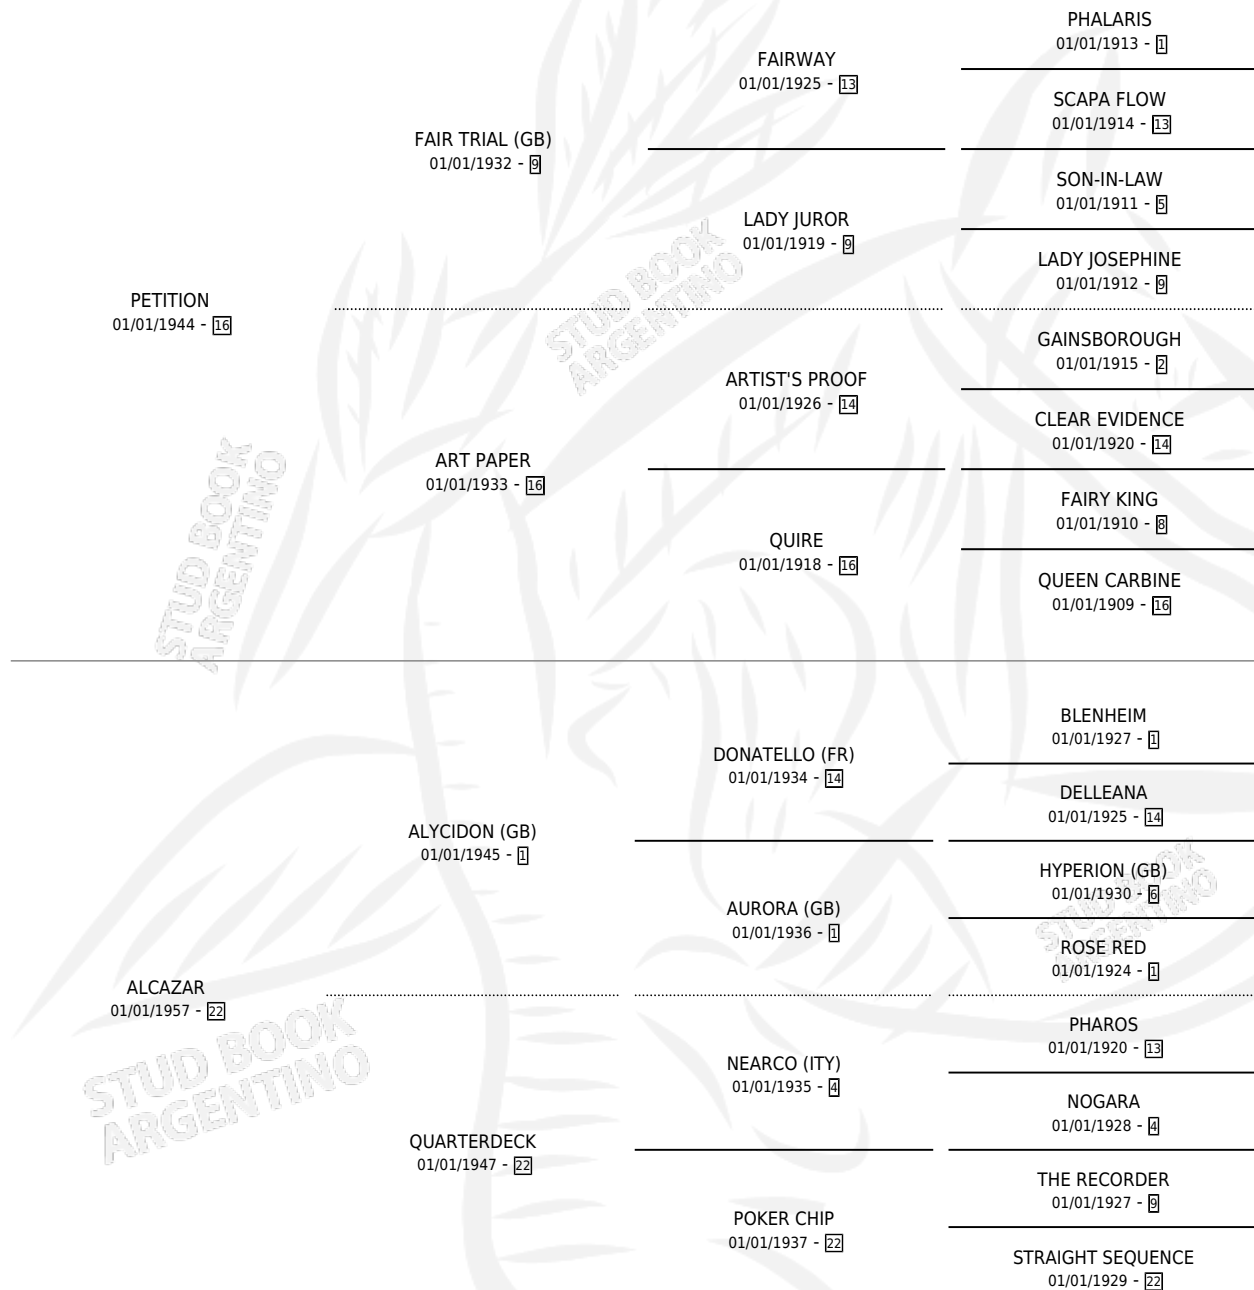 PHALARIS
01/01/1913 - 1
FAIRWAY
01/01/1925 - 13
SCAPA FLOW
01/01/1914 - 13
FAIR TRIAL (GB)
01/01/1932 - 9
SON-IN-LAW
01/01/1911 - 5
LADY JUROR
01/01/1919 - 9
LADY JOSEPHINE
01/01/1912 - 9
PETITION
01/01/1944 - 16
GAINSBOROUGH
01/01/1915 - 2
ARTIST'S PROOF
01/01/1926 - 14
CLEAR EVIDENCE
01/01/1920 - 14
ART PAPER
01/01/1933 - 16
FAIRY KING
01/01/1910 - 8
QUIRE
01/01/1918 - 16
QUEEN CARBINE
01/01/1909 - 16
BLENHEIM
01/01/1927 - 1
DONATELLO (FR)
01/01/1934 - 14
DELLEANA
01/01/1925 - 14
ALYCIDON (GB)
01/01/1945 - 1
HYPERION (GB)
01/01/1930 - 6
AURORA (GB)
01/01/1936 - 1
ROSE RED
01/01/1924 - 1
ALCAZAR
01/01/1957 - 22
PHAROS
01/01/1920 - 13
NEARCO (ITY)
01/01/1935 - 4
NOGARA
01/01/1928 - 4
QUARTERDECK
01/01/1947 - 22
THE RECORDER
01/01/1927 - 9
POKER CHIP
01/01/1937 - 22
STRAIGHT SEQUENCE
01/01/1929 - 22
STUD BOOK
ARGENTINO
STUD BOOK
ARGENTINO
STUD BOOK
ARGENTINO
STUD BOOK
ARGENTINO